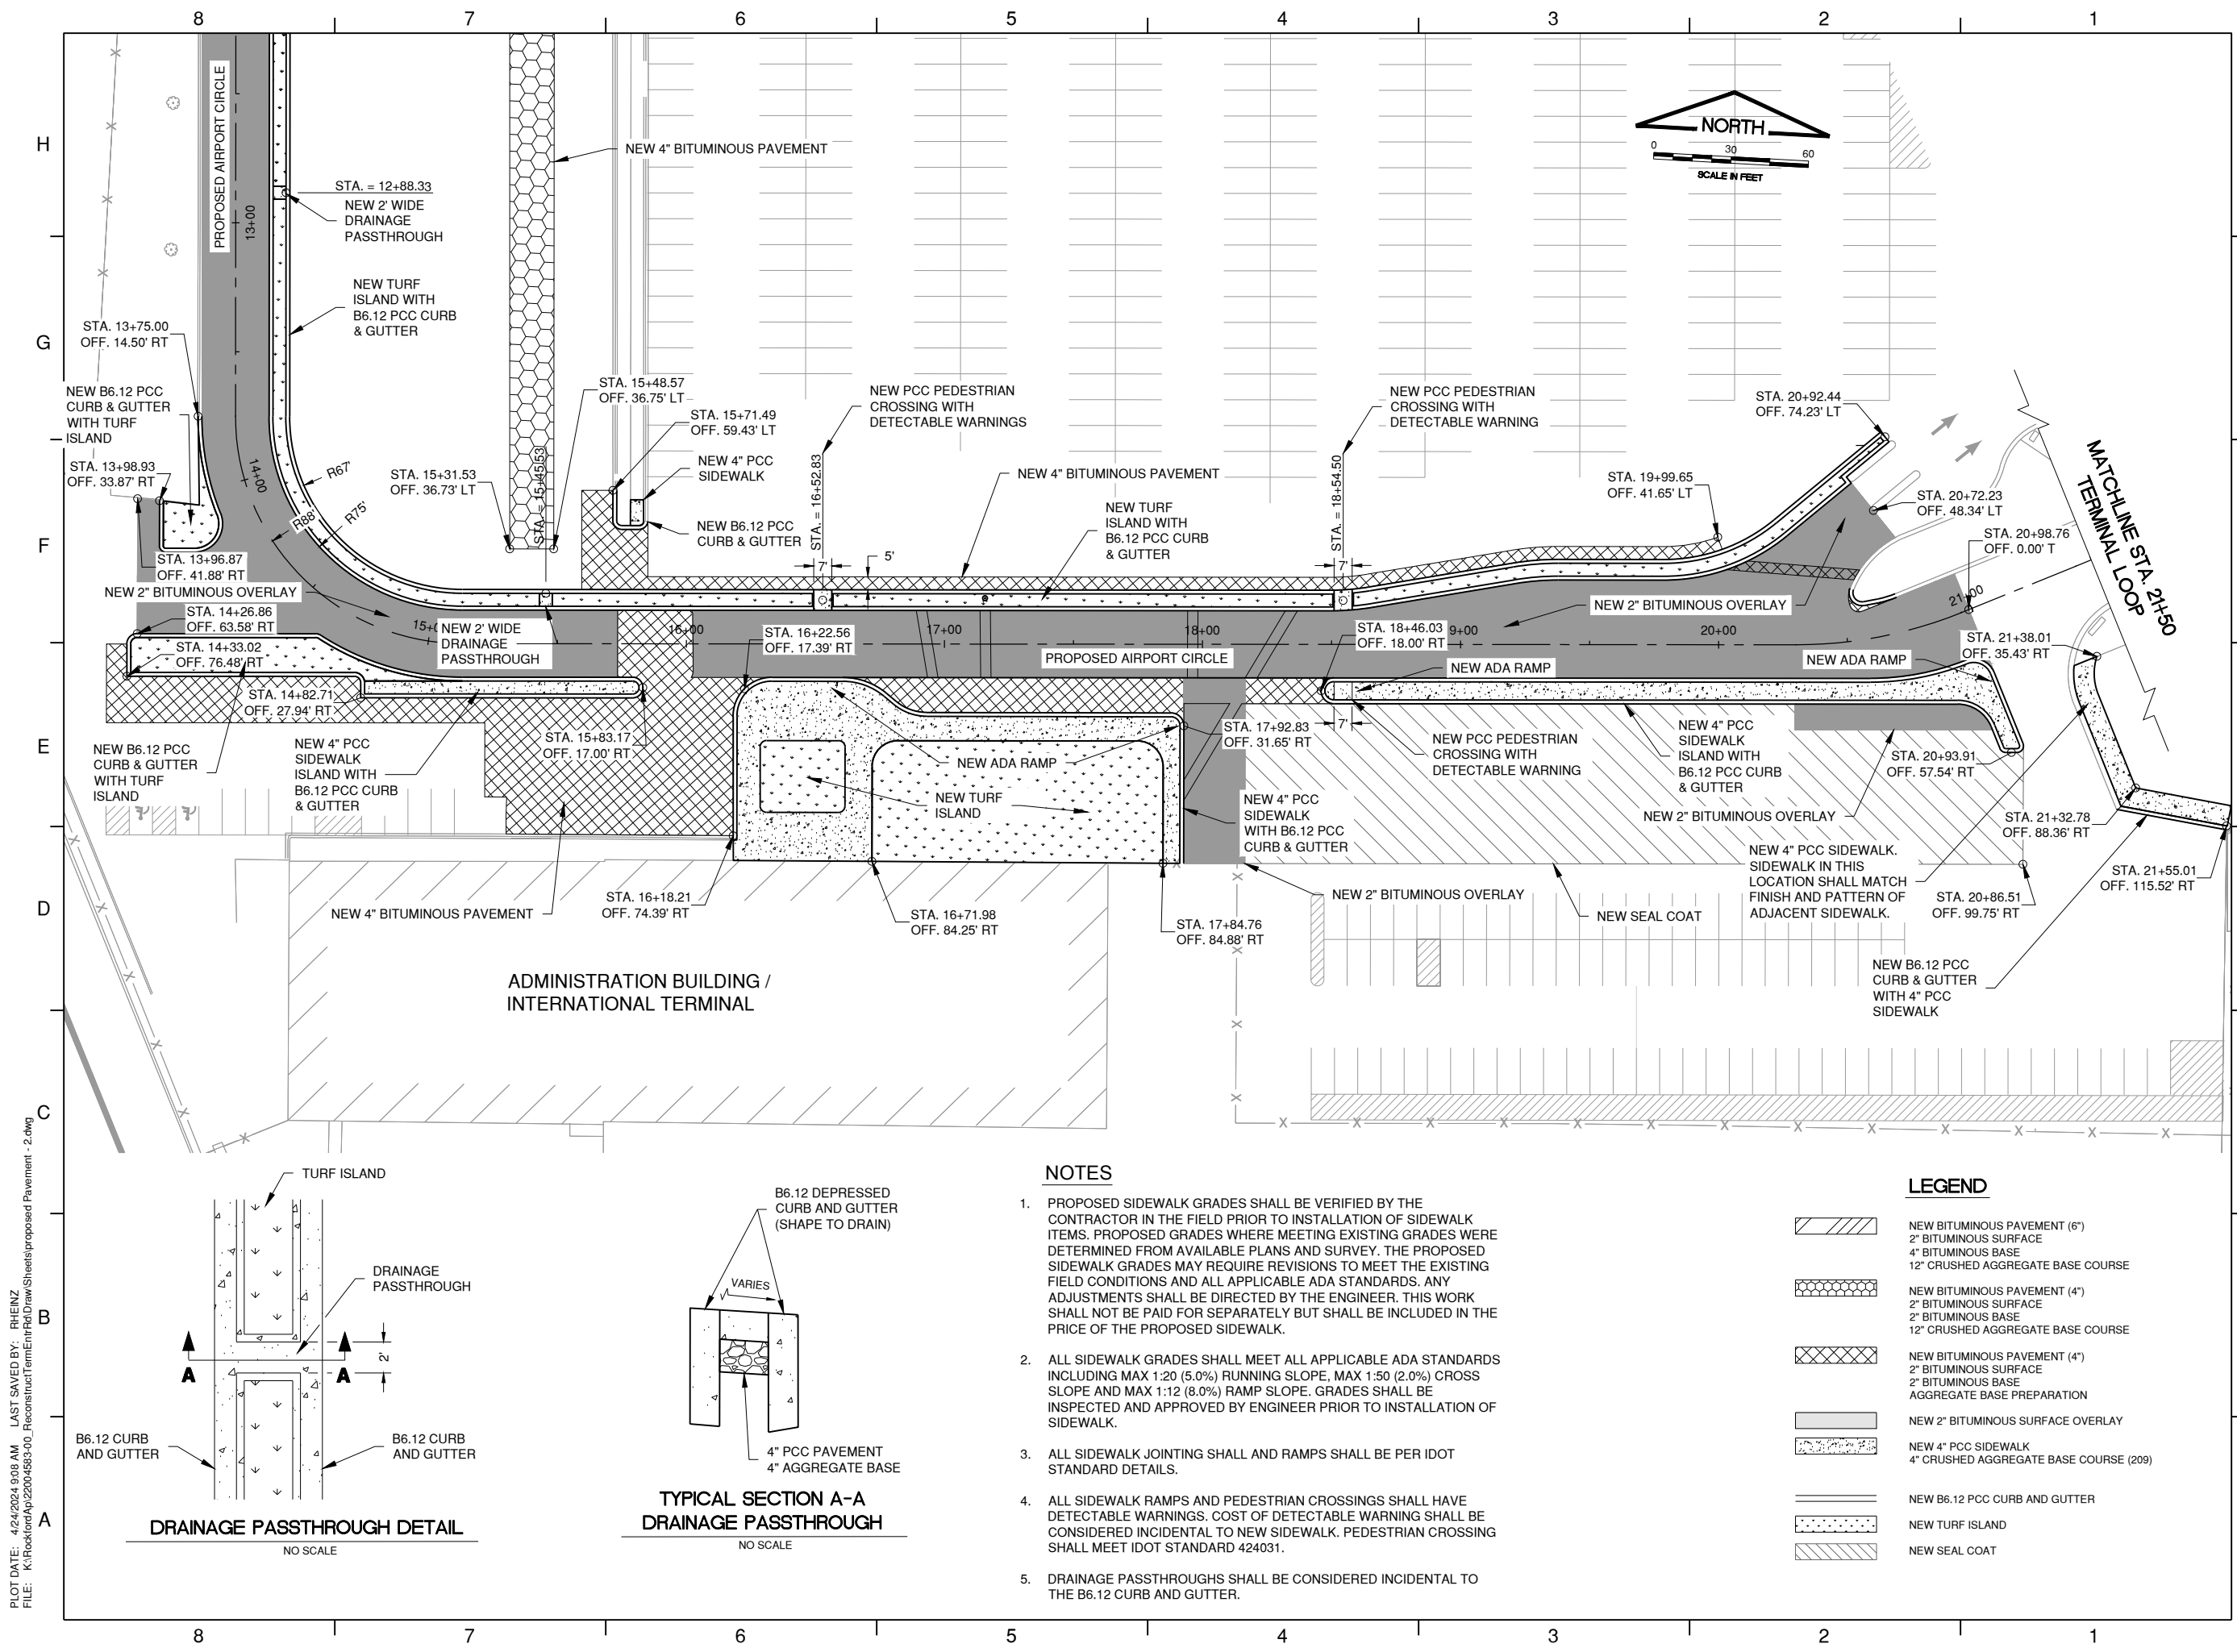 8 7 6 5 4 3 2 1
H
G
F
E
D
C
B
A
PROPOSED AIRPORT CIRCLE
13+00
STA. = 12+88.33
NEW 2' WIDE
DRAINAGE
PASSTHROUGH
NEW 4" BITUMINOUS PAVEMENT
NORTH
0 30 60
SCALE IN FEET
NEW TURF
ISLAND WITH
B6.12 PCC CURB
& GUTTER
STA. 13+75.00
OFF. 14.50' RT
NEW B6.12 PCC
CURB & GUTTER
WITH TURF
ISLAND
STA. 13+98.93
OFF. 33.87' RT
14+00
R67'
R75'
R88'
STA. 15+31.53
OFF. 36.73' LT
STA. = 15+45.53
STA. 15+48.57
OFF. 36.75' LT
STA. 15+71.49
OFF. 59.43' LT
NEW 4" PCC
SIDEWALK
NEW B6.12 PCC
CURB & GUTTER
NEW PCC PEDESTRIAN
CROSSING WITH
DETECTABLE WARNINGS
STA. = 16+52.83
7'
5'
NEW 4" BITUMINOUS PAVEMENT
NEW TURF
ISLAND WITH
B6.12 PCC CURB
& GUTTER
NEW PCC PEDESTRIAN
CROSSING WITH
DETECTABLE WARNING
STA. = 18+54.50
7'
STA. 19+99.65
OFF. 41.65' LT
STA. 20+92.44
OFF. 74.23' LT
STA. 20+72.23
OFF. 48.34' LT
STA. 20+98.76
OFF. 0.00' T
MATCHLINE STA. 21+50
TERMINAL LOOP
STA. 13+96.87
OFF. 41.88' RT
NEW 2" BITUMINOUS OVERLAY
STA. 14+26.86
OFF. 63.58' RT
STA. 14+33.02
OFF. 76.48' RT
STA. 14+82.71
OFF. 27.94' RT
15+0
NEW 2' WIDE
DRAINAGE
PASSTHROUGH
16+00
STA. 16+22.56
OFF. 17.39' RT
17+00
18+00
PROPOSED AIRPORT CIRCLE
STA. 18+46.03
OFF. 18.00' RT
9+00
NEW 2" BITUMINOUS OVERLAY
20+00
21+00
NEW ADA RAMP
NEW ADA RAMP
STA. 21+38.01
OFF. 35.43' RT
NEW B6.12 PCC
CURB & GUTTER
WITH TURF
ISLAND
NEW 4" PCC
SIDEWALK
ISLAND WITH
B6.12 PCC CURB
& GUTTER
STA. 15+83.17
OFF. 17.00' RT
NEW ADA RAMP
NEW TURF
ISLAND
STA. 17+92.83
OFF. 31.65' RT
7'
NEW 4" PCC
SIDEWALK
WITH B6.12 PCC
CURB & GUTTER
NEW PCC PEDESTRIAN
CROSSING WITH
DETECTABLE WARNING
NEW 4" PCC
SIDEWALK
ISLAND WITH
B6.12 PCC CURB
& GUTTER
NEW 2" BITUMINOUS OVERLAY
STA. 20+93.91
OFF. 57.54' RT
STA. 21+32.78
OFF. 88.36' RT
NEW 4" PCC SIDEWALK.
SIDEWALK IN THIS
LOCATION SHALL MATCH
FINISH AND PATTERN OF
ADJACENT SIDEWALK.
STA. 21+55.01
OFF. 115.52' RT
STA. 20+86.51
OFF. 99.75' RT
NEW 4" BITUMINOUS PAVEMENT
STA. 16+18.21
OFF. 74.39' RT
STA. 16+71.98
OFF. 84.25' RT
STA. 17+84.76
OFF. 84.88' RT
NEW 2" BITUMINOUS OVERLAY
NEW SEAL COAT
NEW B6.12 PCC
CURB & GUTTER
WITH 4" PCC
SIDEWALK
ADMINISTRATION BUILDING /
INTERNATIONAL TERMINAL
TURF ISLAND
DRAINAGE
PASSTHROUGH
A A
2'
B6.12 CURB
AND GUTTER
B6.12 CURB
AND GUTTER
DRAINAGE PASSTHROUGH DETAIL
NO SCALE
B6.12 DEPRESSED
CURB AND GUTTER
(SHAPE TO DRAIN)
VARIES
4" PCC PAVEMENT
4" AGGREGATE BASE
TYPICAL SECTION A-A
DRAINAGE PASSTHROUGH
NO SCALE
NOTES
1. PROPOSED SIDEWALK GRADES SHALL BE VERIFIED BY THE
CONTRACTOR IN THE FIELD PRIOR TO INSTALLATION OF SIDEWALK
ITEMS. PROPOSED GRADES WHERE MEETING EXISTING GRADES WERE
DETERMINED FROM AVAILABLE PLANS AND SURVEY. THE PROPOSED
SIDEWALK GRADES MAY REQUIRE REVISIONS TO MEET THE EXISTING
FIELD CONDITIONS AND ALL APPLICABLE ADA STANDARDS. ANY
ADJUSTMENTS SHALL BE DIRECTED BY THE ENGINEER. THIS WORK
SHALL NOT BE PAID FOR SEPARATELY BUT SHALL BE INCLUDED IN THE
PRICE OF THE PROPOSED SIDEWALK.
2. ALL SIDEWALK GRADES SHALL MEET ALL APPLICABLE ADA STANDARDS
INCLUDING MAX 1:20 (5.0%) RUNNING SLOPE, MAX 1:50 (2.0%) CROSS
SLOPE AND MAX 1:12 (8.0%) RAMP SLOPE. GRADES SHALL BE
INSPECTED AND APPROVED BY ENGINEER PRIOR TO INSTALLATION OF
SIDEWALK.
3. ALL SIDEWALK JOINTING SHALL AND RAMPS SHALL BE PER IDOT
STANDARD DETAILS.
4. ALL SIDEWALK RAMPS AND PEDESTRIAN CROSSINGS SHALL HAVE
DETECTABLE WARNINGS. COST OF DETECTABLE WARNING SHALL BE
CONSIDERED INCIDENTAL TO NEW SIDEWALK. PEDESTRIAN CROSSING
SHALL MEET IDOT STANDARD 424031.
5. DRAINAGE PASSTHROUGHS SHALL BE CONSIDERED INCIDENTAL TO
THE B6.12 CURB AND GUTTER.
LEGEND
NEW BITUMINOUS PAVEMENT (6")
2" BITUMINOUS SURFACE
4" BITUMINOUS BASE
12" CRUSHED AGGREGATE BASE COURSE
NEW BITUMINOUS PAVEMENT (4")
2" BITUMINOUS SURFACE
2" BITUMINOUS BASE
12" CRUSHED AGGREGATE BASE COURSE
NEW BITUMINOUS PAVEMENT (4")
2" BITUMINOUS SURFACE
2" BITUMINOUS BASE
AGGREGATE BASE PREPARATION
NEW 2" BITUMINOUS SURFACE OVERLAY
NEW 4" PCC SIDEWALK
4" CRUSHED AGGREGATE BASE COURSE (209)
NEW B6.12 PCC CURB AND GUTTER
NEW TURF ISLAND
NEW SEAL COAT
PLOT DATE: 4/24/2024 9:08 AM LAST SAVED BY: RHEINZ
FILE: K:\Rockford\Ap\220045883-00_ReconstructTermEntrRd\Draw\Sheets\proposed Pavement - 2.dwg
8 7 6 5 4 3 2 1